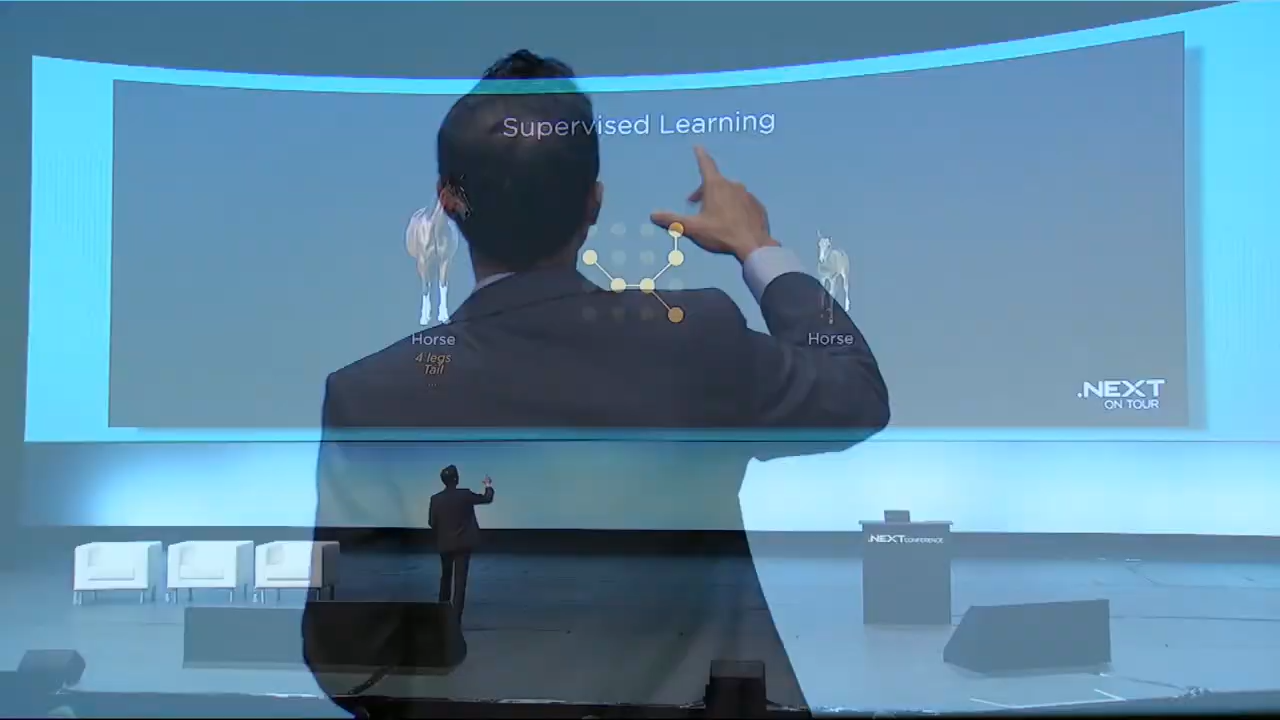 Supervised Learning
Horse
4 legs
Tail
...
Horse
.NEXT
ON TOUR
.NEXT CONFERENCE